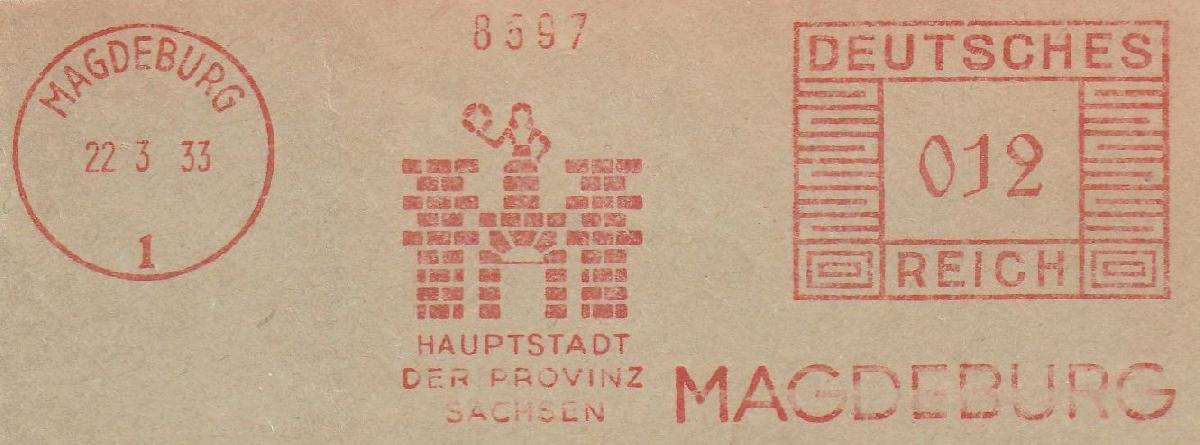 MAGDEBURG
22 3 33
1
8597
HAUPTSTADT
DER PROVINZ
SACHSEN
DEUTSCHES
012
REICH
MAGDEBURG